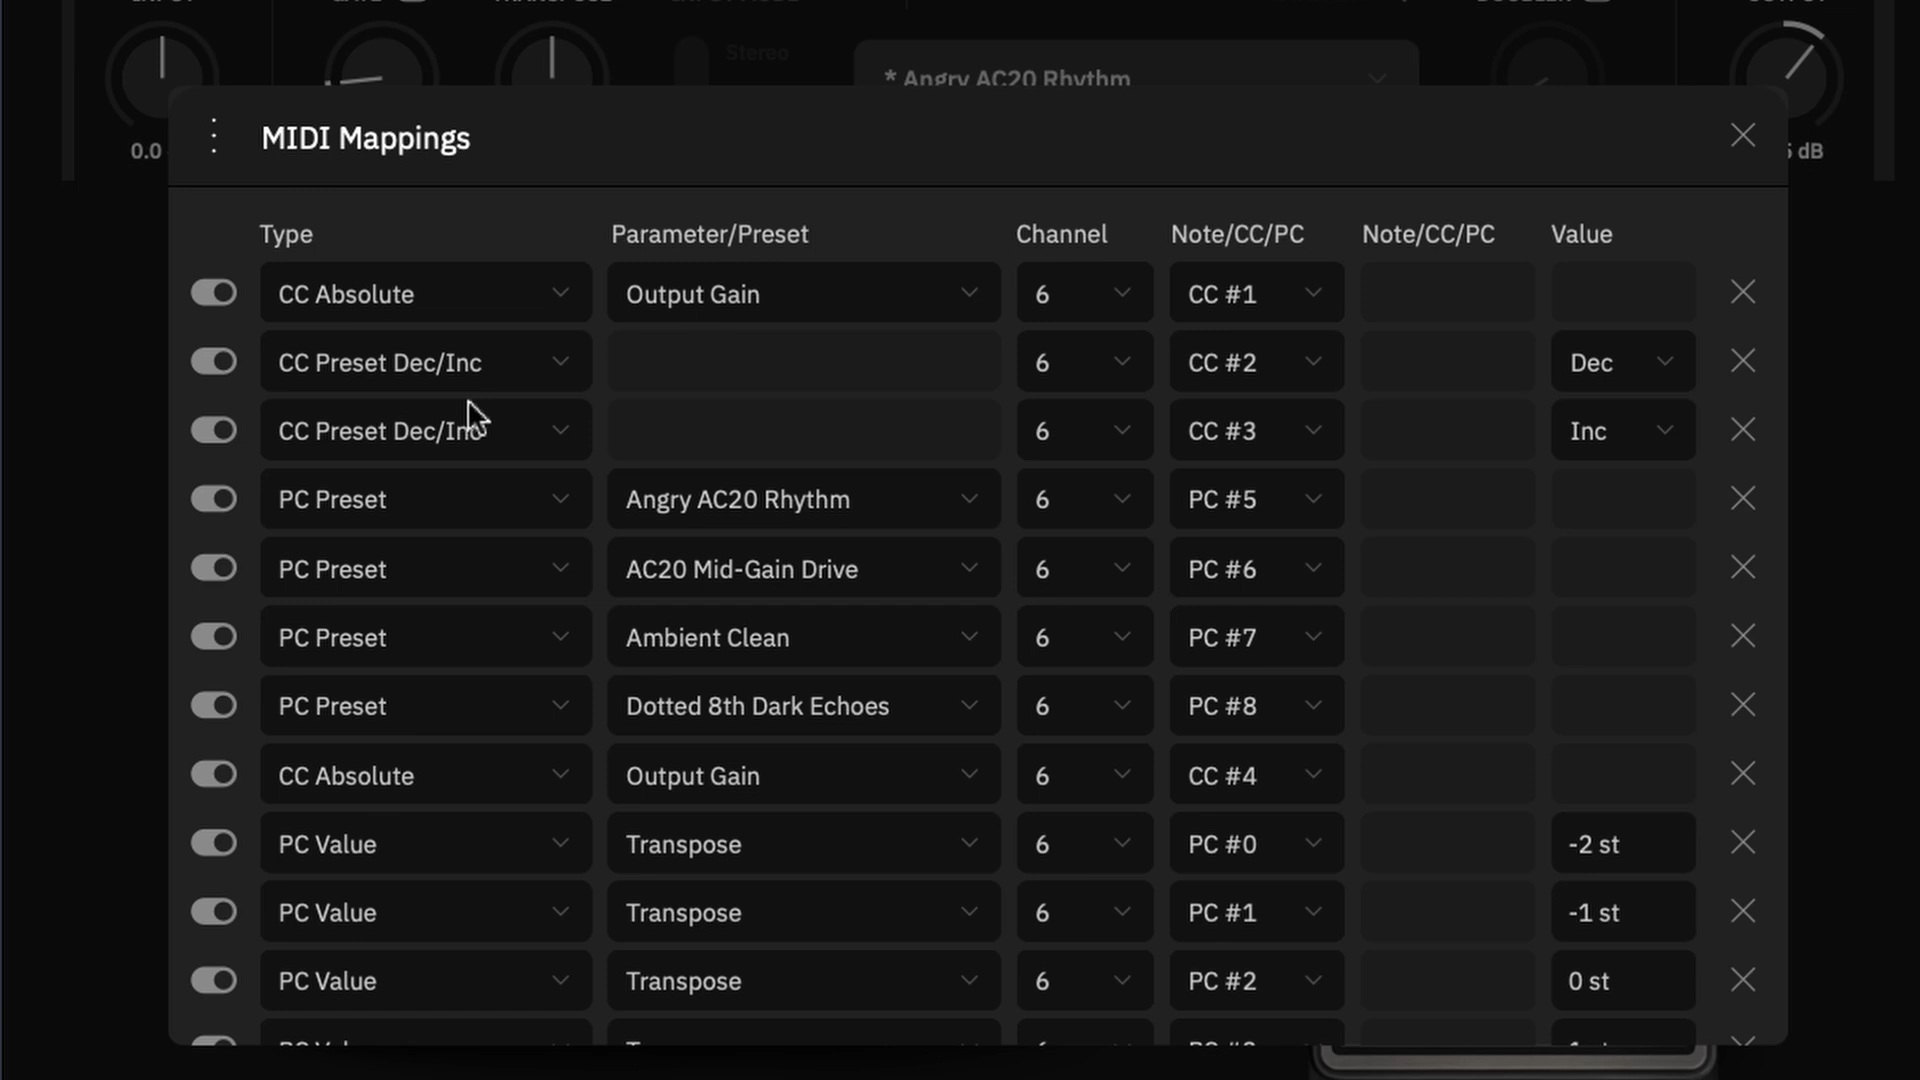 Stereo
* Angry AC20 Rhythm
0.0
dB
MIDI Mappings
Type Parameter/Preset Channel Note/CC/PC Note/CC/PC Value
CC Absolute Output Gain 6 CC #1
CC Preset Dec/Inc 6 CC #2 Dec
CC Preset Dec/Inc 6 CC #3 Inc
PC Preset Angry AC20 Rhythm 6 PC #5
PC Preset AC20 Mid-Gain Drive 6 PC #6
PC Preset Ambient Clean 6 PC #7
PC Preset Dotted 8th Dark Echoes 6 PC #8
CC Absolute Output Gain 6 CC #4
PC Value Transpose 6 PC #0 -2 st
PC Value Transpose 6 PC #1 -1 st
PC Value Transpose 6 PC #2 0 st